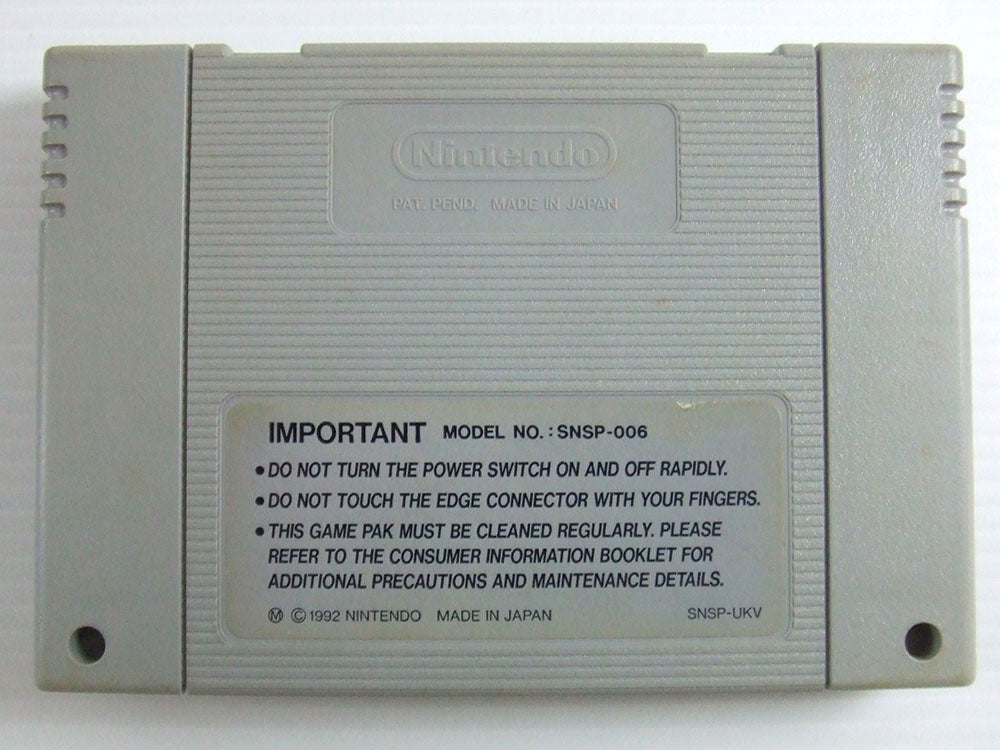 Nintendo
PAT. PEND. MADE IN JAPAN
IMPORTANT MODEL NO.: SNSP-006
• DO NOT TURN THE POWER SWITCH ON AND OFF RAPIDLY.
• DO NOT TOUCH THE EDGE CONNECTOR WITH YOUR FINGERS.
• THIS GAME PAK MUST BE CLEANED REGULARLY. PLEASE
REFER TO THE CONSUMER INFORMATION BOOKLET FOR
ADDITIONAL PRECAUTIONS AND MAINTENANCE DETAILS.
Ⓜ ©1992 NINTENDO MADE IN JAPAN SNSP-UKV